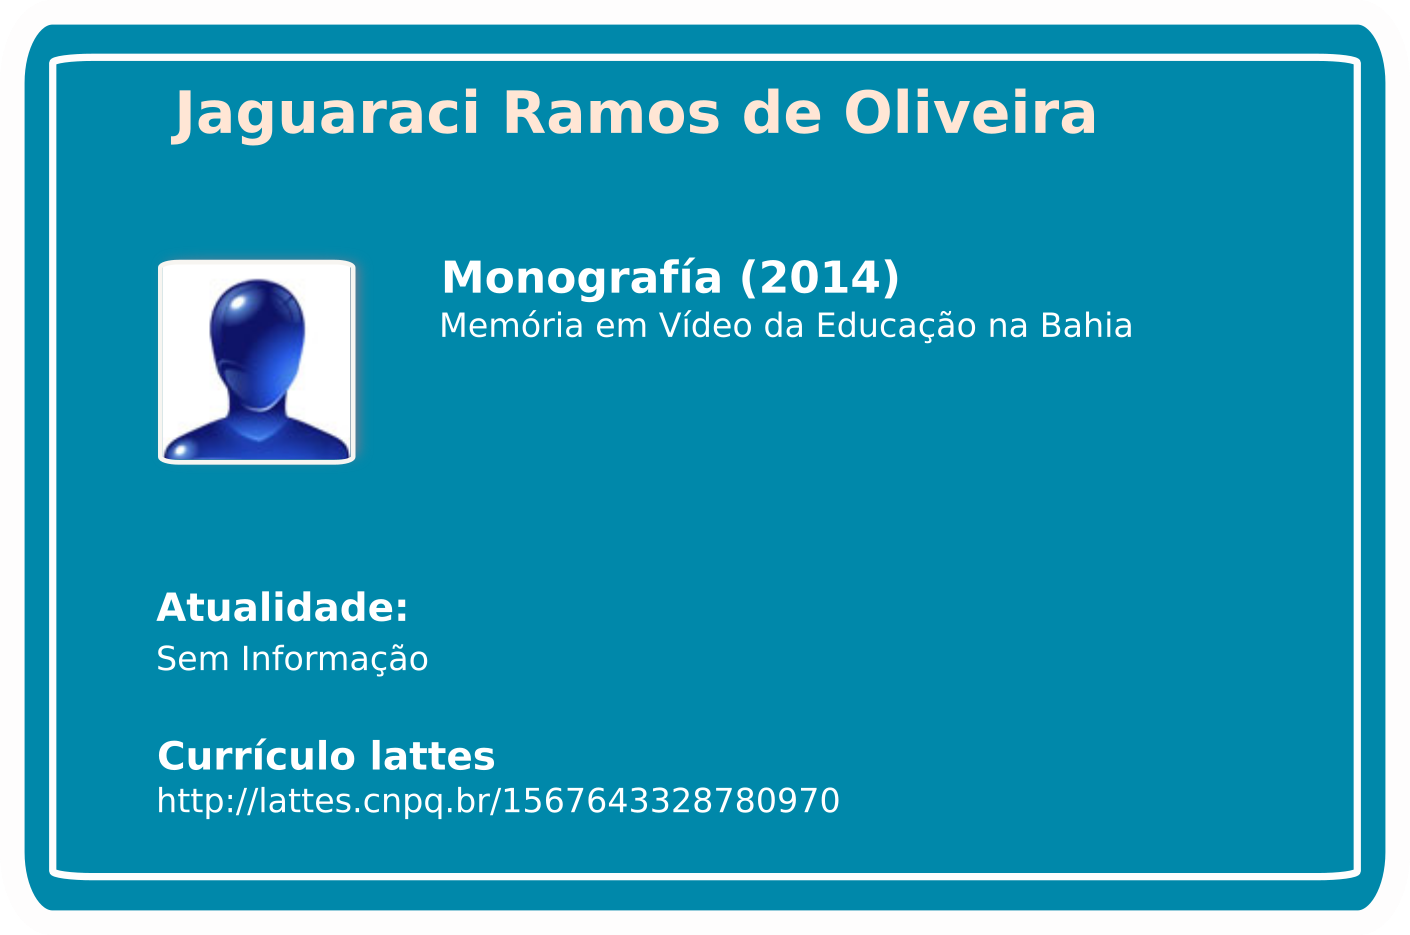 Jaguaraci Ramos de Oliveira
Monografía (2014)
Memória em Vídeo da Educação na Bahia
Atualidade:
Sem Informação
Currículo lattes
http://lattes.cnpq.br/1567643328780970